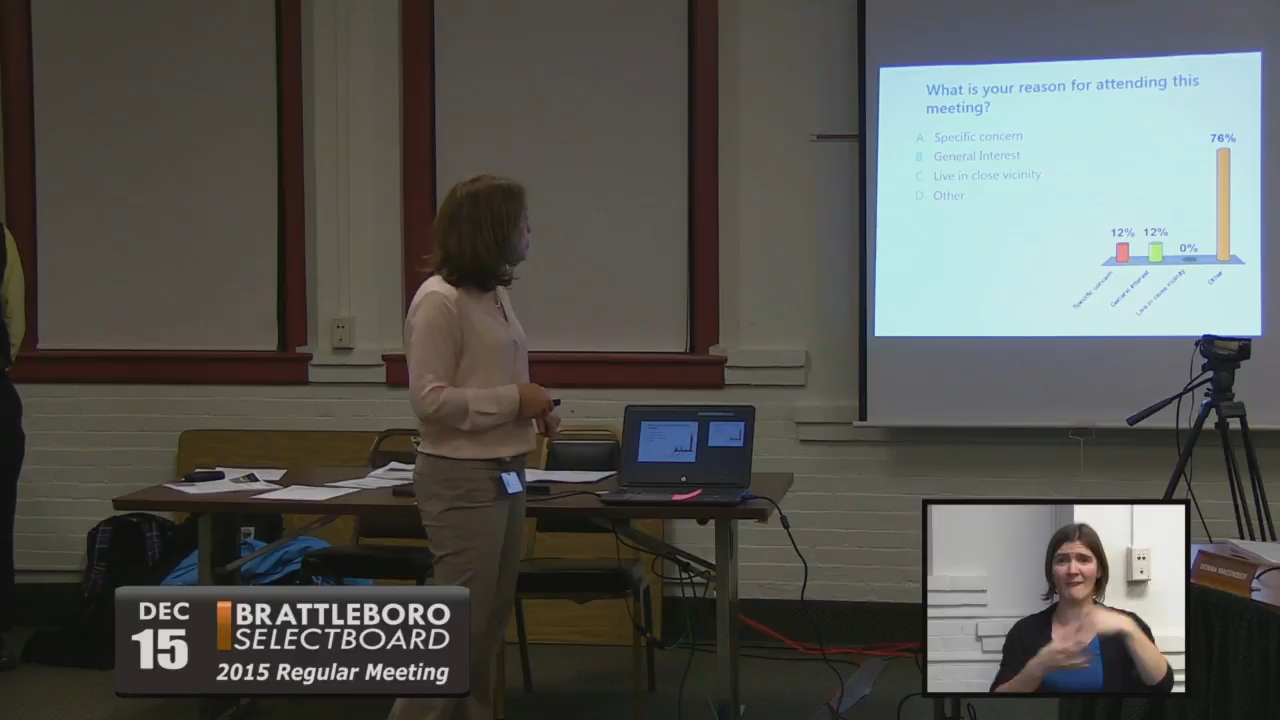 What is your reason for attending this
meeting?
A. Specific concern
B. General Interest
C. Live in close vicinity
D. Other
76%
12%
12%
0%
Specific concern
General Interest
Live in close vicinity
Other
DEC
15
BRATTLEBORO
SELECTBOARD
2015 Regular Meeting